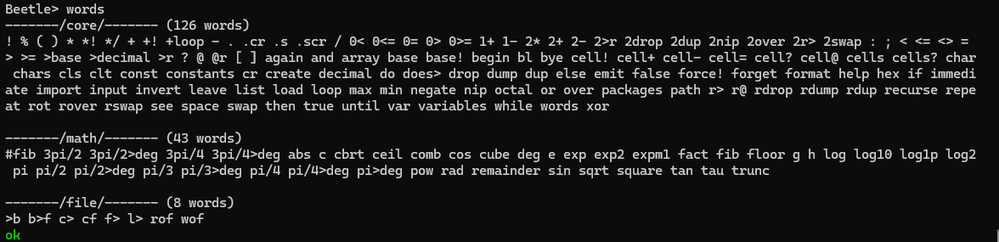 Beetle> words
-------/core/------- (126 words)
! % ( ) * *! */ + +! +loop - . .cr .s .scr / 0< 0<= 0= 0> 0>= 1+ 1- 2* 2+ 2- 2>r 2drop 2dup 2nip 2over 2r> 2swap : ; < <= <> =
> >= >base >decimal >r ? @ @r [ ] again and array base base! begin bl bye cell! cell+ cell- cell= cell? cell@ cells cells? char
chars cls clt const constants cr create decimal do does> drop dump dup else emit false force! forget format help hex if immedi
ate import input invert leave list load loop max min negate nip octal or over packages path r> r@ rdrop rdump rdup recurse repe
at rot rover rswap see space swap then true until var variables while words xor
-------/math/------- (43 words)
#fib 3pi/2 3pi/2>deg 3pi/4 3pi/4>deg abs c cbrt ceil comb cos cube deg e exp exp2 expm1 fact fib floor g h log log10 log1p log2
pi pi/2 pi/2>deg pi/3 pi/3>deg pi/4 pi/4>deg pi>deg pow rad remainder sin sqrt square tan tau trunc
-------/file/------- (8 words)
>b b>f c> cf f> l> rof wof
ok